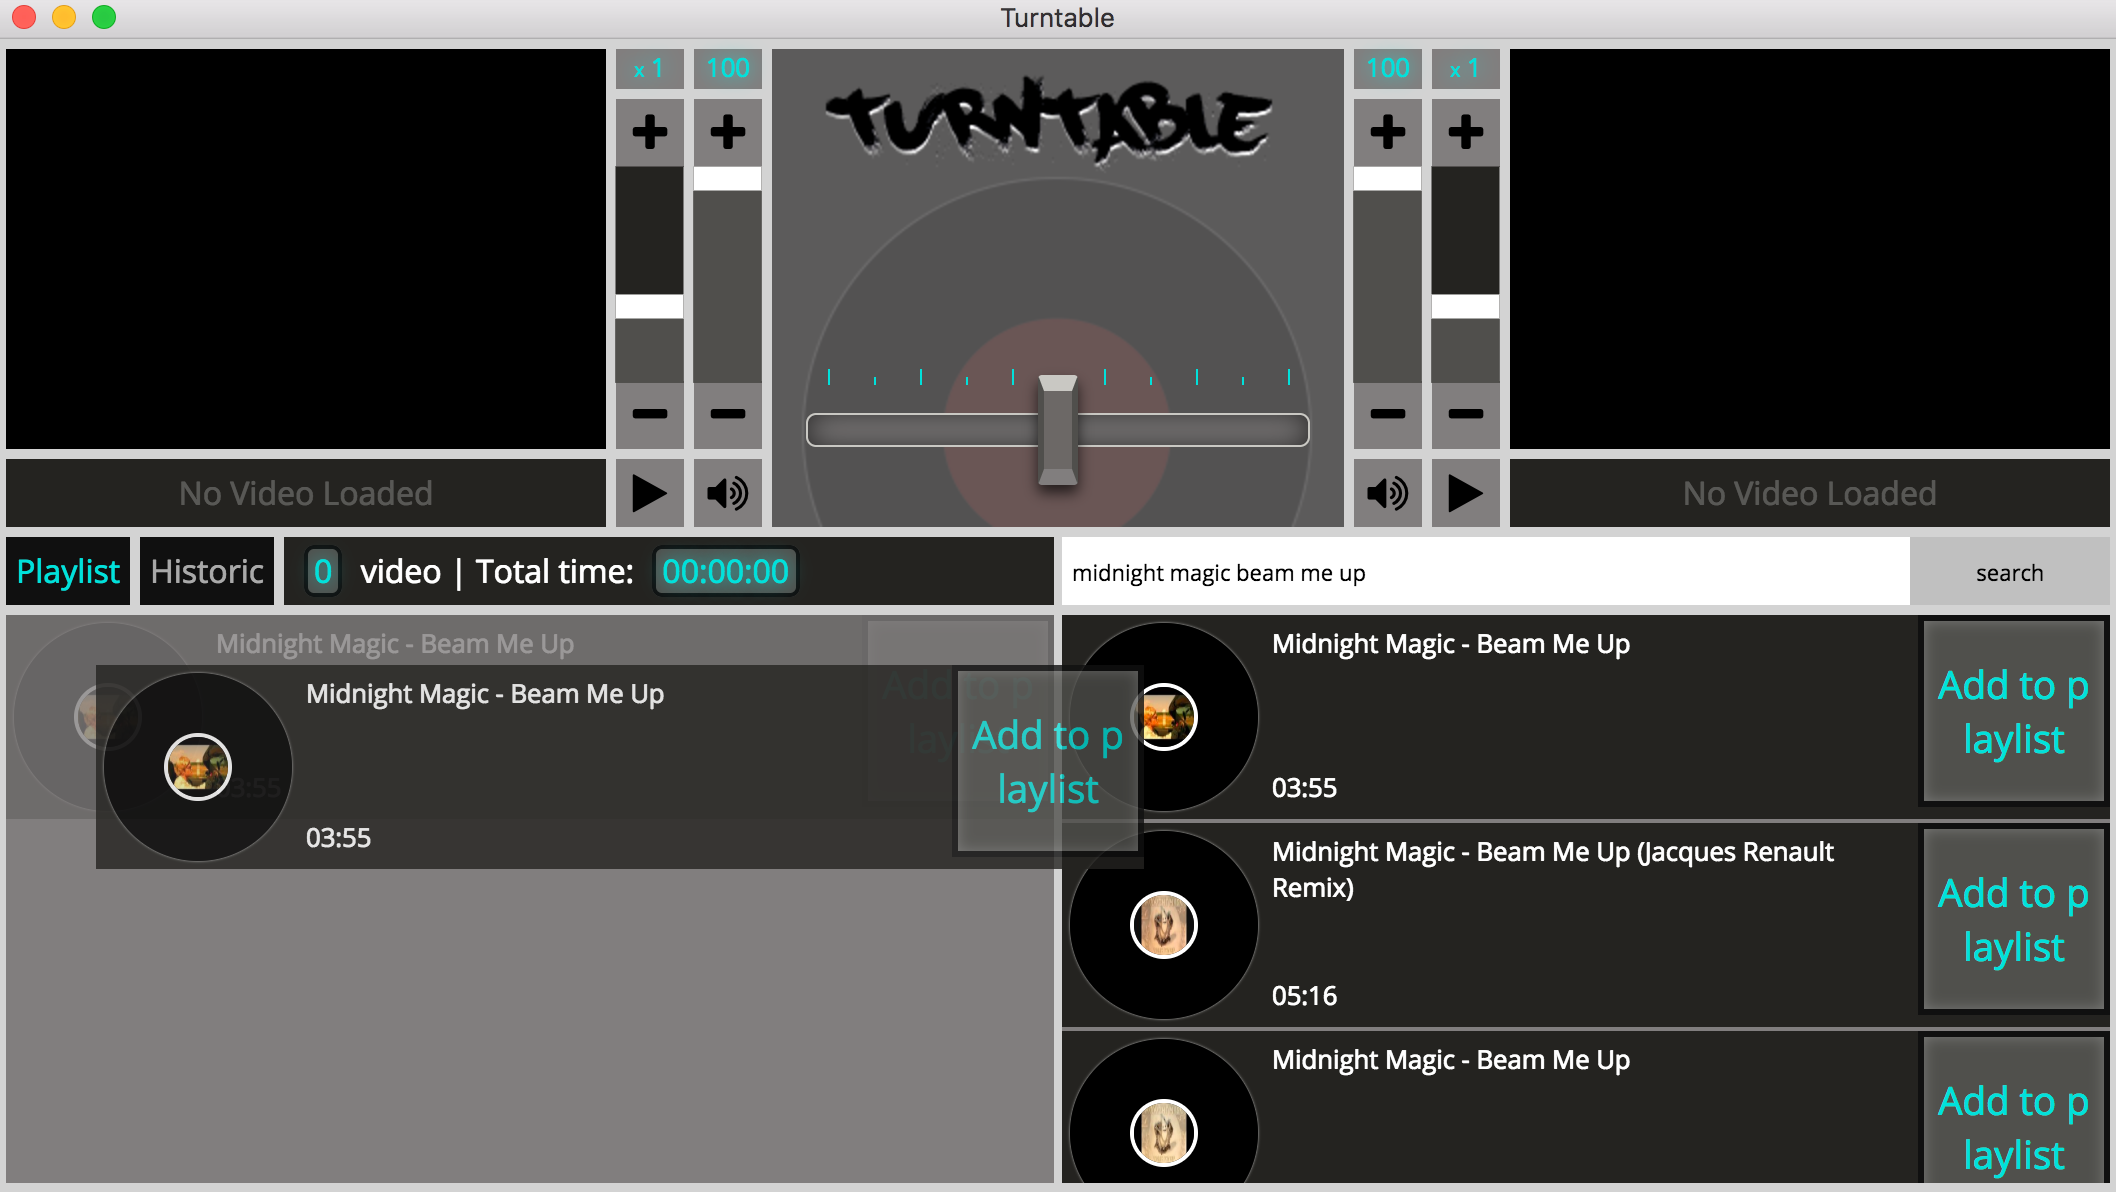 Turntable
x 1
100
TURNTABLE
100
x 1
No Video Loaded
No Video Loaded
Playlist
Historic
0 video | Total time: 00:00:00
midnight magic beam me up
search
Midnight Magic - Beam Me Up
Add to p
laylist
03:55
Midnight Magic - Beam Me Up
Add to p
laylist
03:55
Midnight Magic - Beam Me Up
Add to p
laylist
03:55
Midnight Magic - Beam Me Up (Jacques Renault
Remix)
Add to p
laylist
05:16
Midnight Magic - Beam Me Up
Add to p
laylist